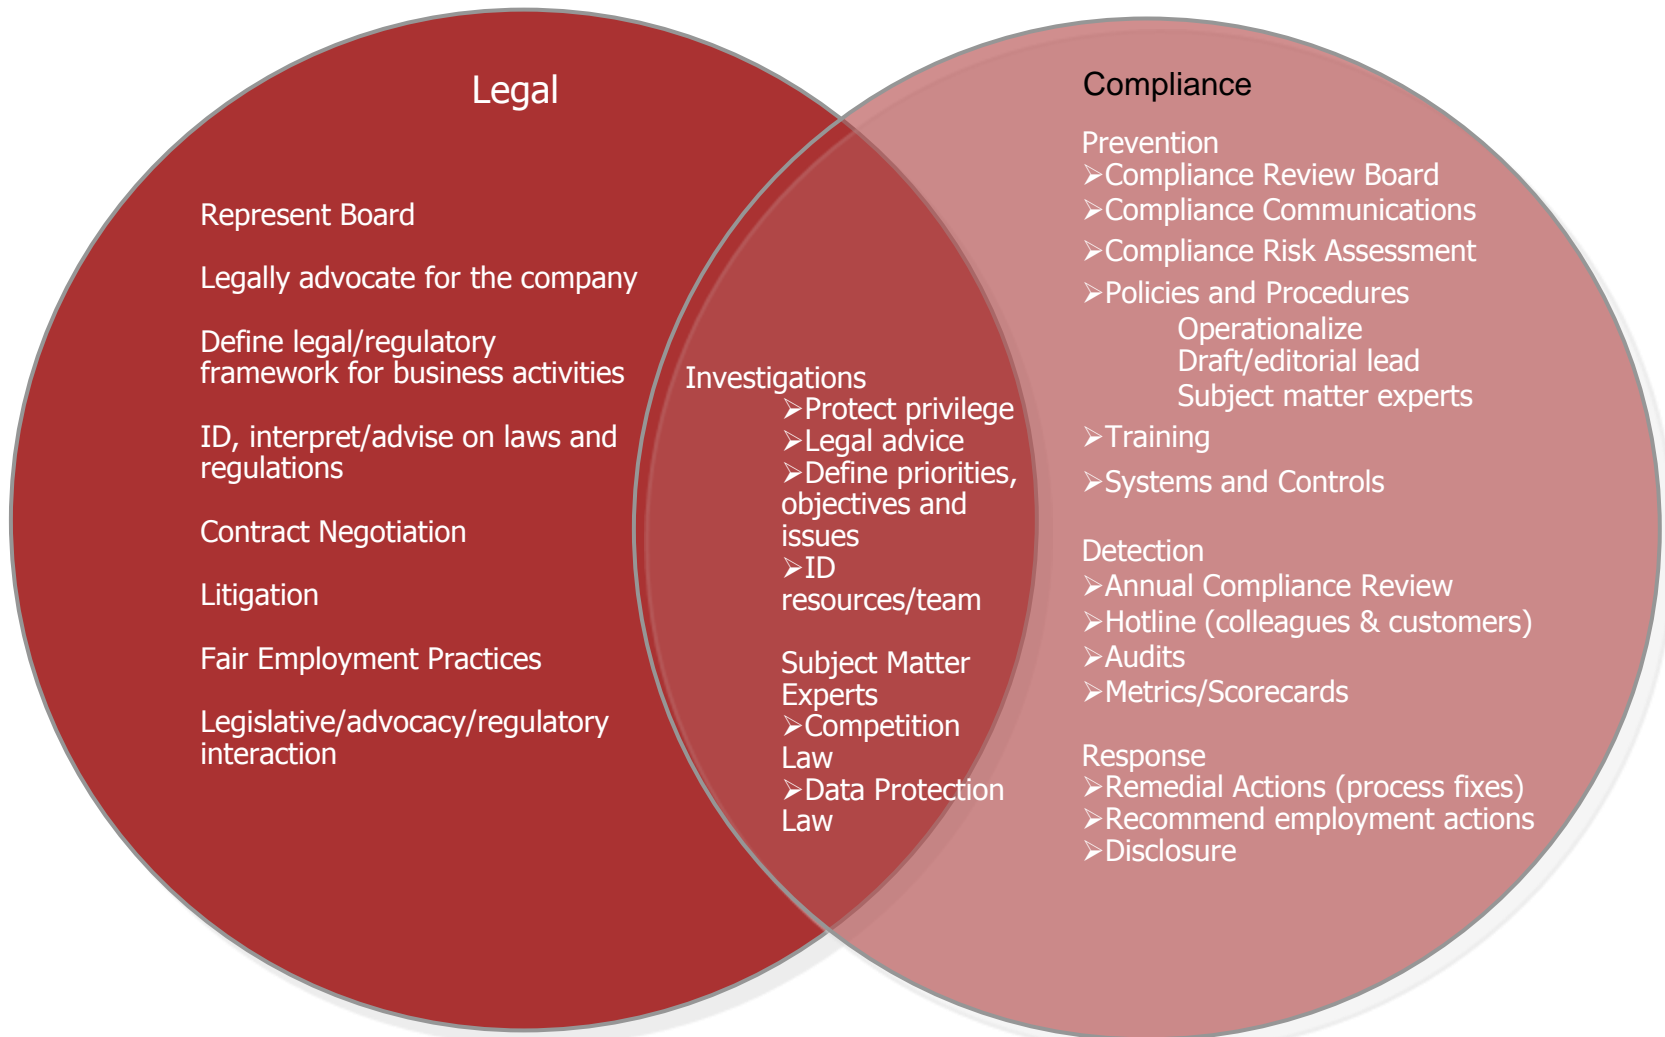 Legal
Represent Board
Legally advocate for the company
Define legal/regulatory
framework for business activities
ID, interpret/advise on laws and
regulations
Contract Negotiation
Litigation
Fair Employment Practices
Legislative/advocacy/regulatory
interaction
Investigations
➢Protect privilege
➢Legal advice
➢Define priorities,
objectives and
issues
➢ID
resources/team
Subject Matter
Experts
➢Competition
Law
➢Data Protection
Law
Compliance
Prevention
➢Compliance Review Board
➢Compliance Communications
➢Compliance Risk Assessment
➢Policies and Procedures
Operationalize
Draft/editorial lead
Subject matter experts
➢Training
➢Systems and Controls
Detection
➢Annual Compliance Review
➢Hotline (colleagues & customers)
➢Audits
➢Metrics/Scorecards
Response
➢Remedial Actions (process fixes)
➢Recommend employment actions
➢Disclosure